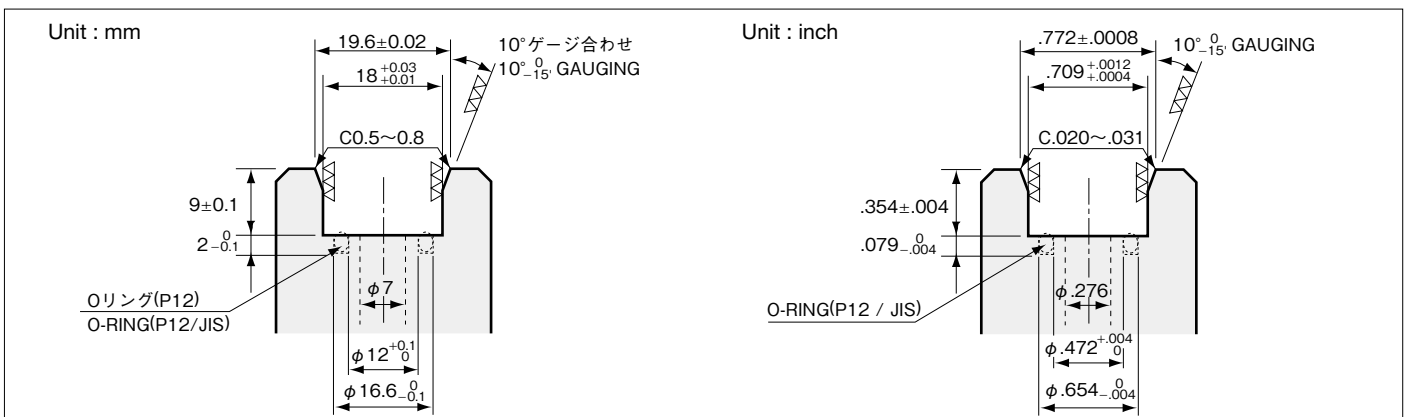 Unit : mm
19.6±0.02
18 +0.03 +0.01
10°ゲージ合わせ
10° 0 -15' GAUGING
C0.5〜0.8
9±0.1
2 0 -0.1
Oリング(P12)
O-RING(P12/JIS)
φ7
φ12 +0.1 0
φ16.6 0 -0.1
Unit : inch
.772±.0008
.709 +.0012 +.0004
10° 0 -15' GAUGING
C.020〜.031
.354±.004
.079 0 -.004
O-RING(P12 / JIS)
φ.276
φ.472 +.004 0
φ.654 0 -.004